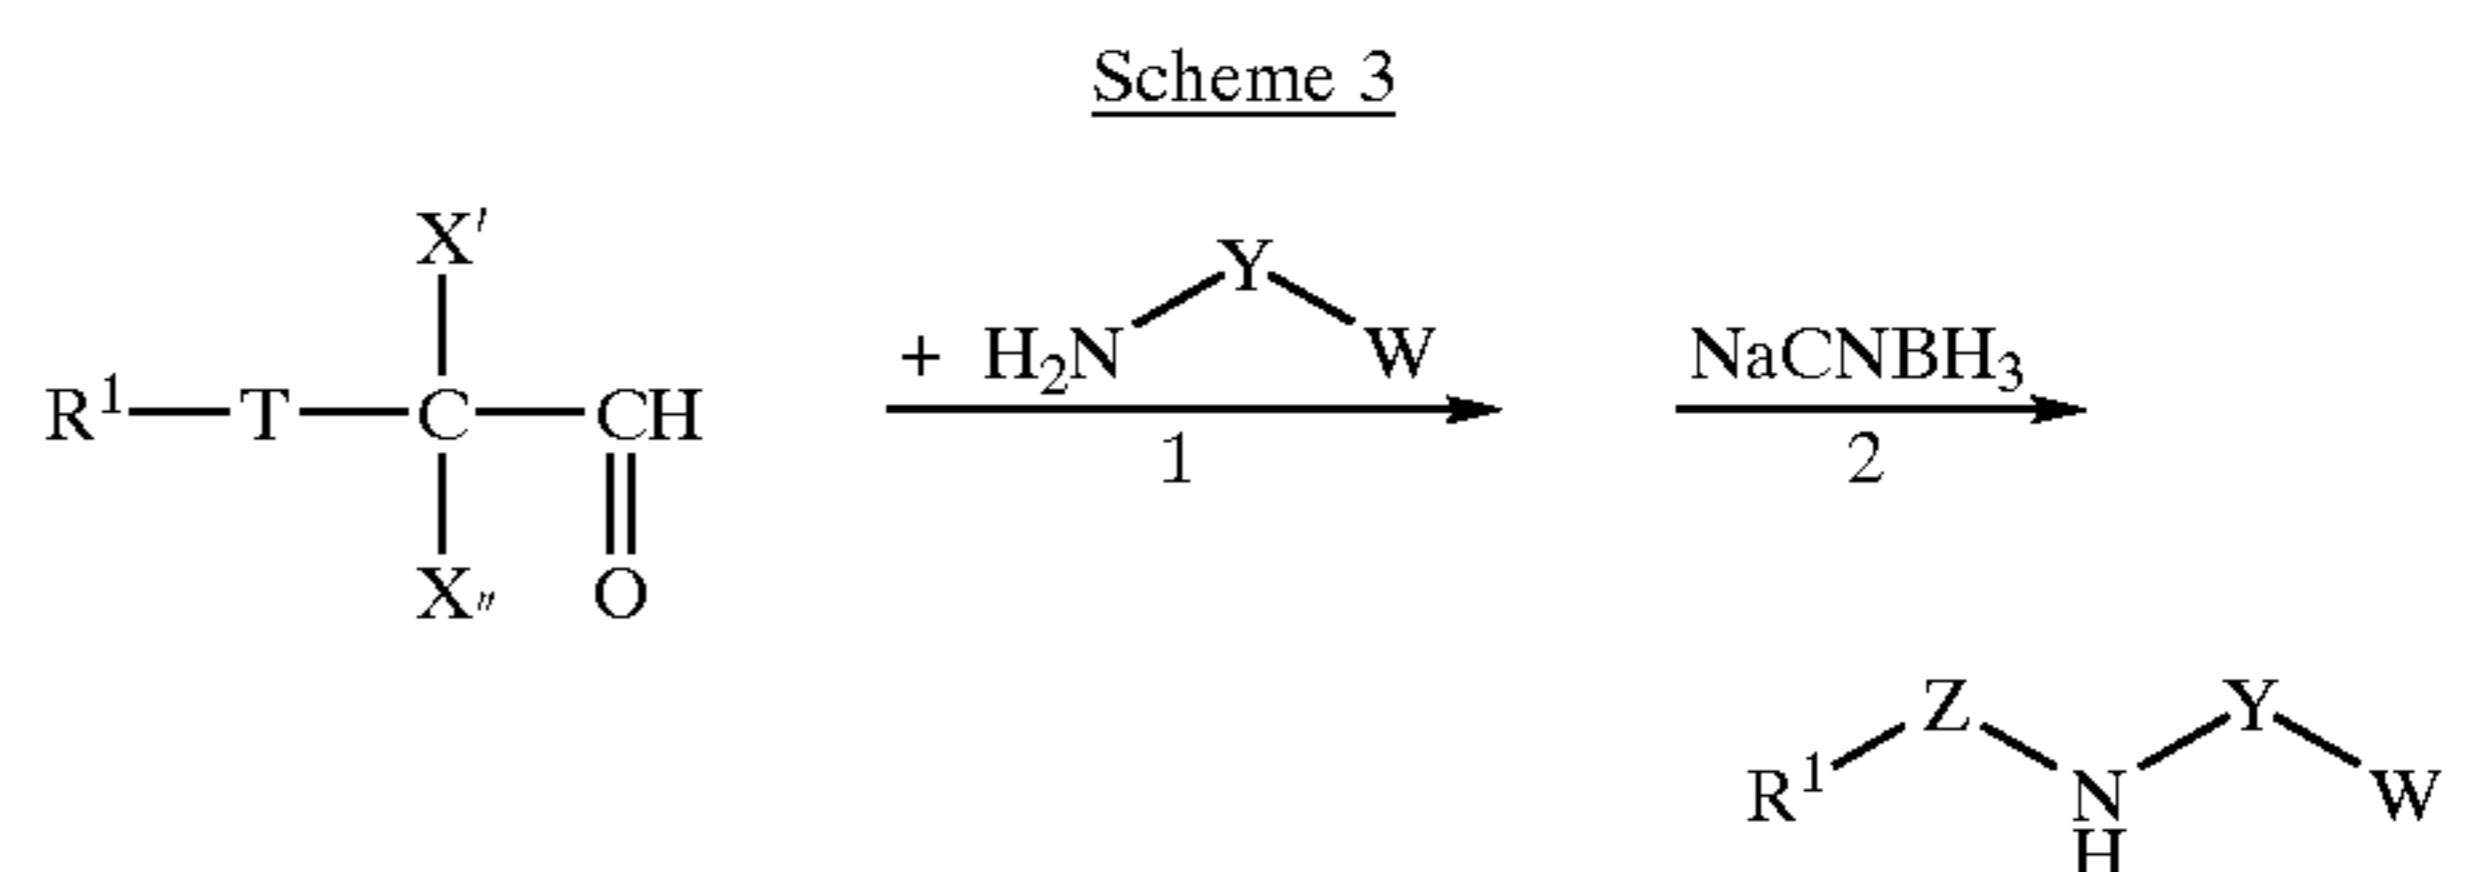 Scheme 3
X′
Y
+ H₂N W NaCNBH₃
R¹—T—C—CH
1 2
X″ O
Z Y
R¹ N W
H